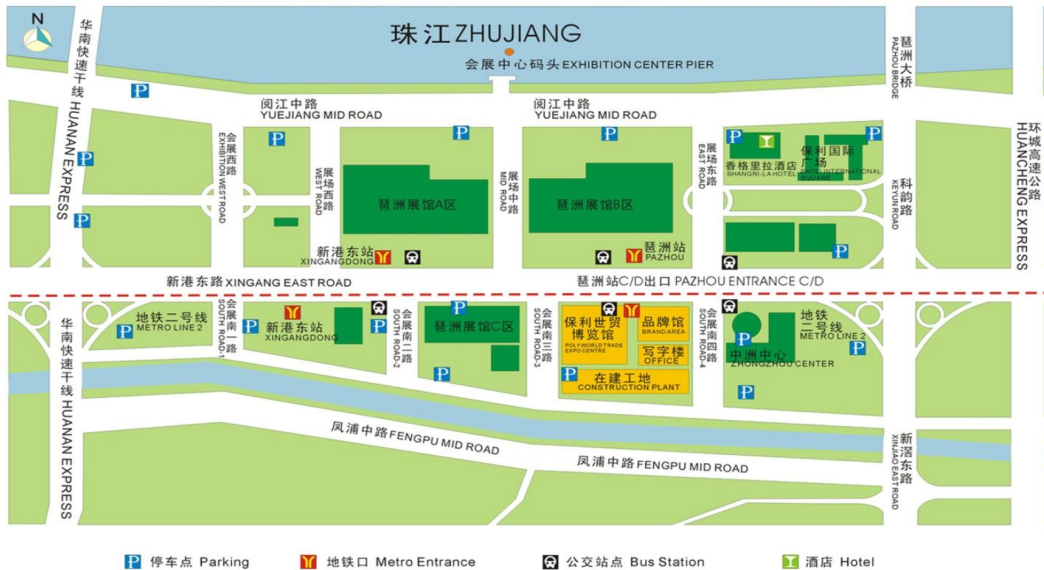 N
珠江 ZHUJIANG
会展中心码头 EXHIBITION CENTER PIER
华南快速干线 HUANAN EXPRESS
琶洲大桥
PAZHOU BRIDGE
阅江中路
YUEJIANG MID ROAD
阅江中路
YUEJIANG MID ROAD
环城高速公路
HUANCHENG EXPRESS
会展西路
EXHIBITION WEST ROAD
展场西路
WEST ROAD
展场中路
MID ROAD
展场东路
EAST ROAD
香格里拉酒店
SHANGRI-LA HOTEL
保利国际
广场
INTERNATIONAL
SQUARE
科韵路
KEYUN ROAD
琶洲展馆A区
琶洲展馆B区
新港东站
XINGANGDONG
琶洲站
PAZHOU
新港东路 XINGANG EAST ROAD
琶洲站C/D出口 PAZHOU ENTRANCE C/D
华南快速干线 HUANAN EXPRESS
地铁二号线
METRO LINE 2
会展南一路
SOUTH ROAD-1
新港东站
XINGANGDONG
会展南二路
SOUTH ROAD-2
琶洲展馆C区
会展南三路
SOUTH ROAD-3
保利世贸
博览馆
POLYWORLD TRADE
EXPO CENTRE
品牌馆
BRAND AREA
写字楼
OFFICE
在建工地
CONSTRUCTION PLANT
会展南四路
SOUTH ROAD-4
地铁
二号线
METRO LINE 2
中洲中心
ZHONGZHOU CENTER
凤浦中路 FENGPU MID ROAD
凤浦中路 FENGPU MID ROAD
新滘东路
XINJIAO EAST ROAD
P 停车点 Parking
地铁口 Metro Entrance
公交站点 Bus Station
酒店 Hotel